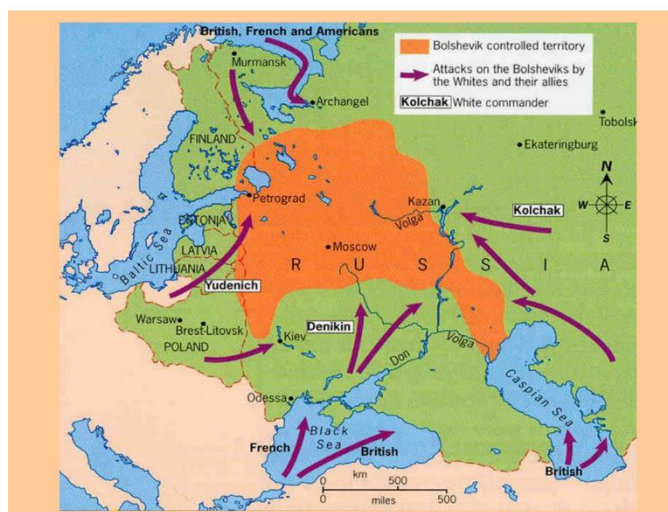 British, French and Americans
Murmansk
Archangel
Bolshevik controlled territory
Attacks on the Bolsheviks by
the Whites and their allies
Kolchak White commander
Tobolsk
FINLAND
Ekateringburg
N
W E
S
Petrograd
ESTONIA
Kazan
Volga
Kolchak
Baltic Sea
LATVIA
Moscow
R U S S I A
LITHUANIA
Yudenich
Warsaw
Brest-Litovsk
POLAND
Kiev
Denikin
Don
Volga
Odessa
Caspian Sea
Black
Sea
French
British
British
km
0 500
miles 500